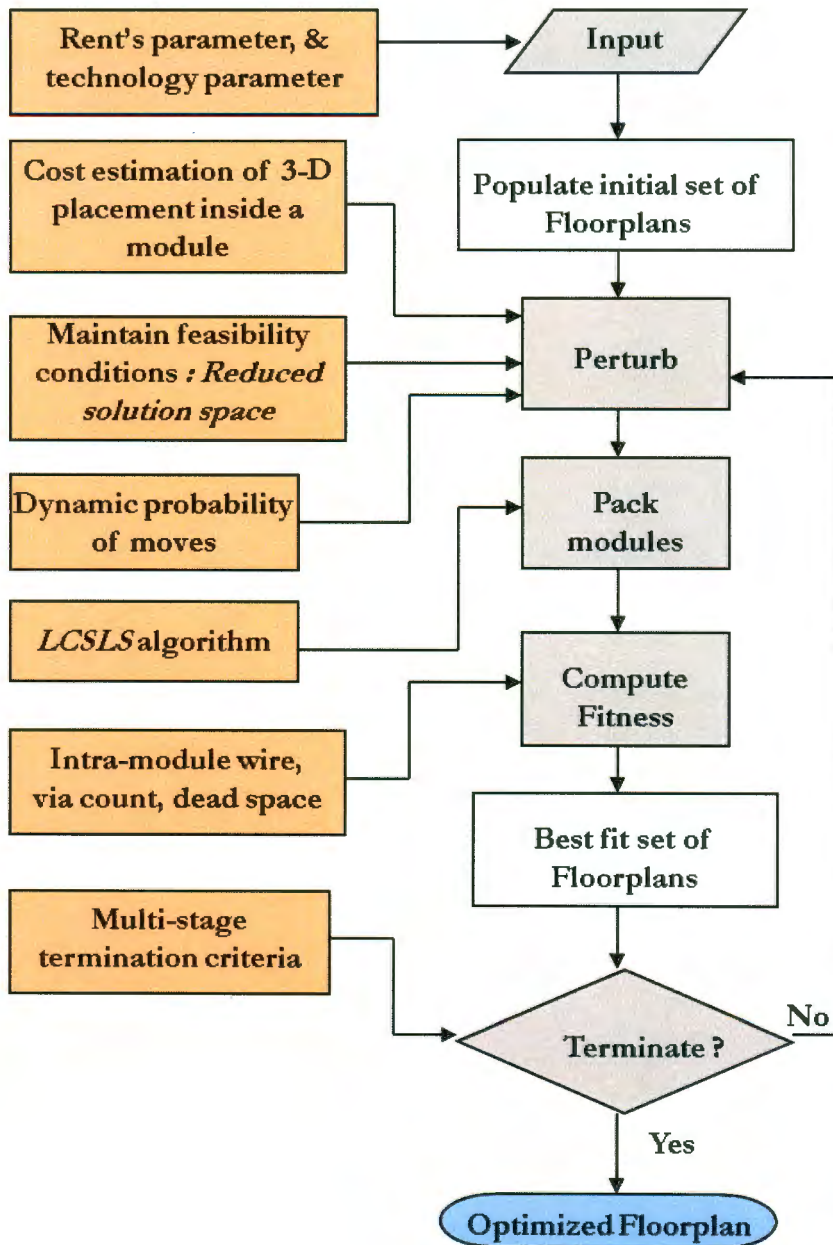 Rent's parameter, &
technology parameter
Input
Cost estimation of 3-D
placement inside a
module
Populate initial set of
Floorplans
Maintain feasibility
conditions : Reduced
solution space
Perturb
Dynamic probability
of moves
Pack
modules
LCSLS algorithm
Compute
Fitness
Intra-module wire,
via count, dead space
Best fit set of
Floorplans
Multi-stage
termination criteria
Terminate ?
No
Yes
Optimized Floorplan